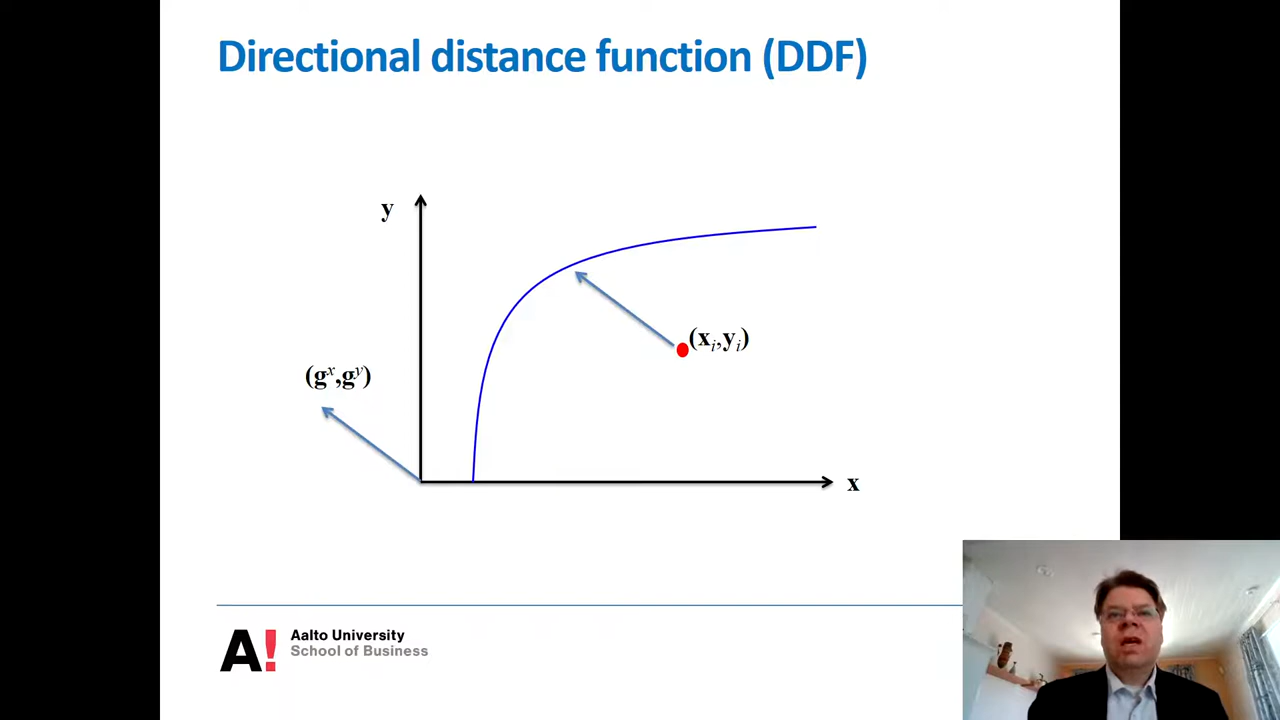 Directional distance function (DDF)
y
(xᵢ,yᵢ)
(gˣ,gʸ)
x
A!
Aalto University
School of Business